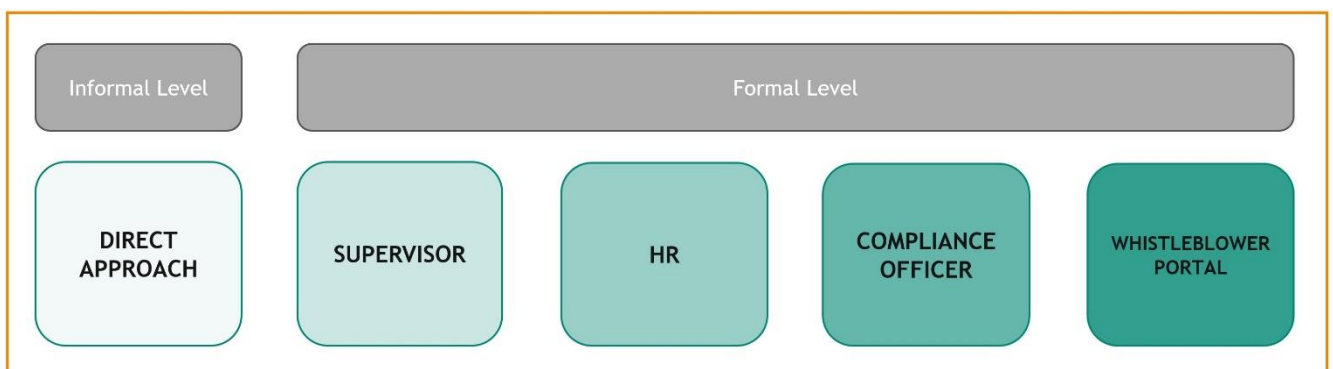 Informal Level
Formal Level
DIRECT
APPROACH
SUPERVISOR
HR
COMPLIANCE
OFFICER
WHISTLEBLOWER
PORTAL